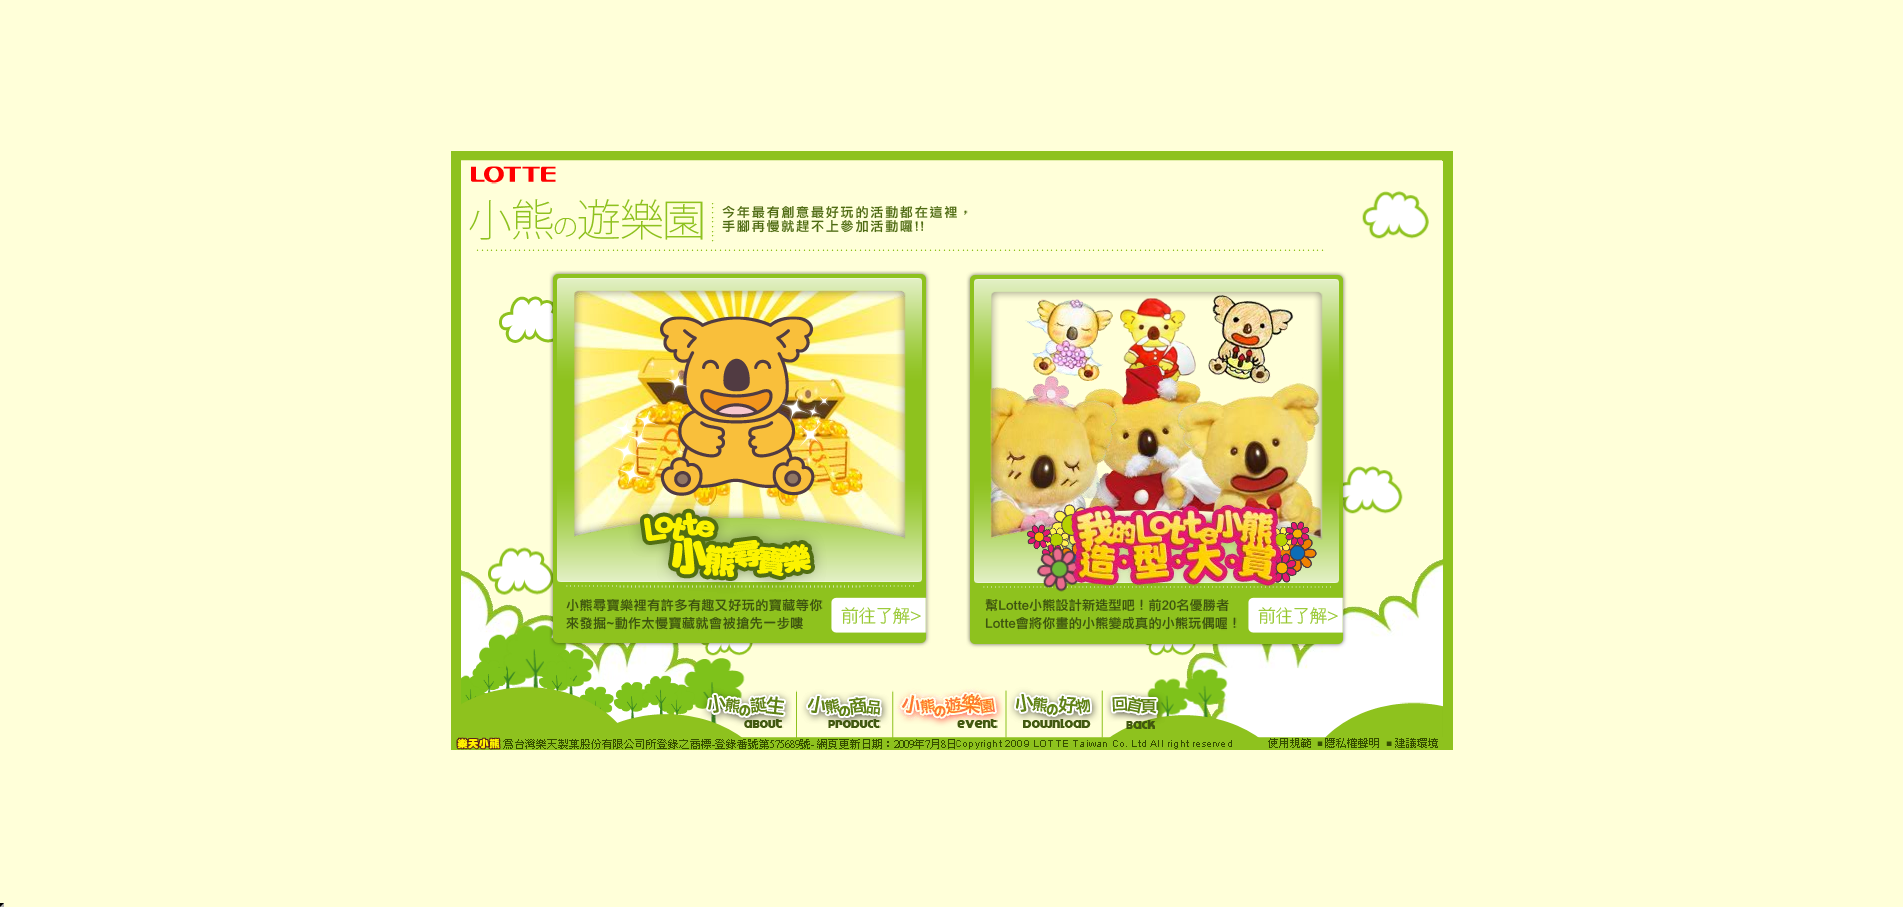 LOTTE
小熊の遊樂園
今年最有創意最好玩的活動都在這裡，
手腳再慢就趕不上參加活動囉!!
Lotte
小熊尋寶樂
小熊尋寶樂裡有許多有趣又好玩的寶藏等你
來發掘~動作太慢寶藏就會被搶先一步嘍
前往了解>
我的Lotte小熊
造·型·大·賞
幫Lotte小熊設計新造型吧！前20名優勝者
Lotte會將你畫的小熊變成真的小熊玩偶喔！
前往了解>
小熊の誕生
about
小熊の商品
Product
小熊の遊樂園
event
小熊の好物
Download
回首頁
Back
樂天小熊 為台灣樂天製菓股份有限公司所登錄之商標-登錄番號第575689號- 網頁更新日期：2009年7月8日Copyright 2009 LOTTE Taiwan Co. Ltd All right reserved
使用規範 ■隱私權聲明 ■建議環境